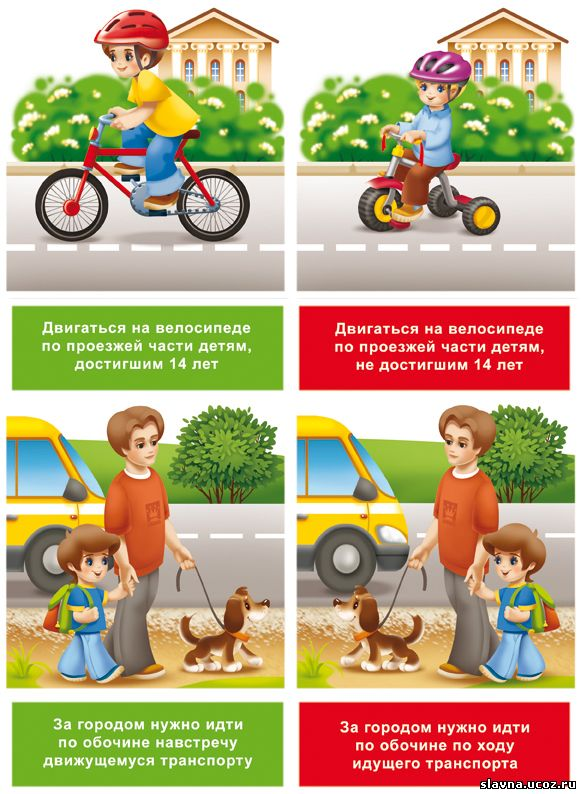 Двигаться на велосипеде
по проезжей части детям,
достигшим 14 лет
Двигаться на велосипеде
по проезжей части детям,
не достигшим 14 лет
За городом нужно идти
по обочине навстречу
движущемуся транспорту
За городом нужно идти
по обочине по ходу
идущего транспорта
slavna.ucoz.ru